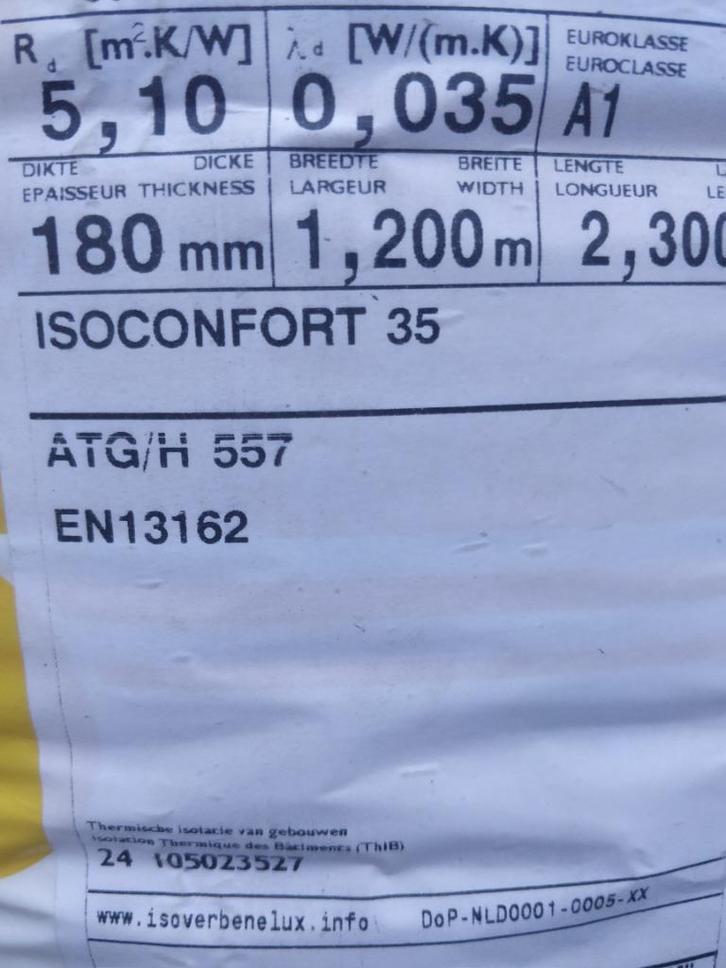 Rd [m².K/W] λd [W/(m.K)] EUROKLASSE
EUROCLASSE
5,10 0,035 A1
DIKTE DICKE BREEDTE BREITE LENGTE
EPAISSEUR THICKNESS LARGEUR WIDTH LONGUEUR
180 mm 1,200 m 2,300
ISOCONFORT 35
ATG/H 557
EN13162
Thermische isolatie van gebouwen
Isolation Thermique des Bâtiments (ThIB)
24 105023527
www.isoverbenelux.info DoP-NLD0001-0005-XX